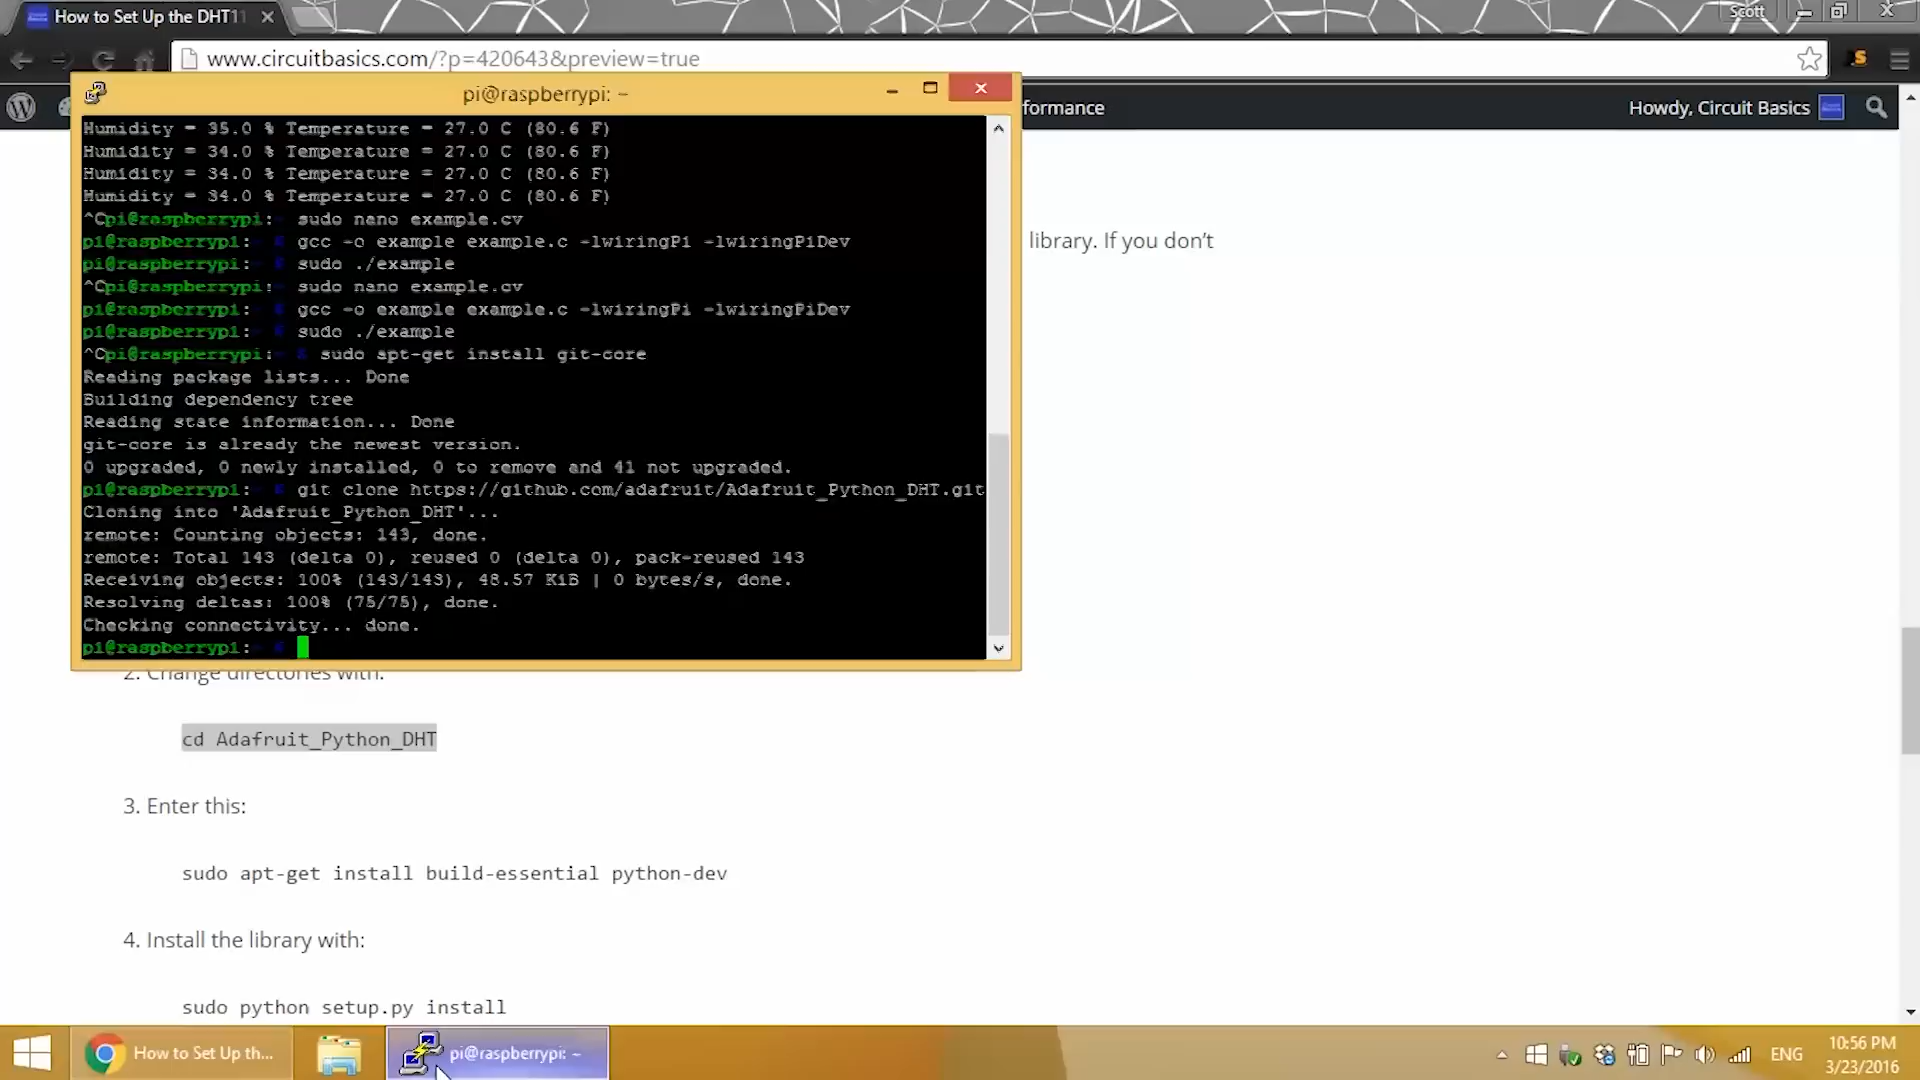 How to Set Up the DHT11
Scott
www.circuitbasics.com/?p=420643&preview=true
pi@raspberrypi: ~
formance
Howdy, Circuit Basics
Humidity = 35.0 % Temperature = 27.0 C (80.6 F)
Humidity = 34.0 % Temperature = 27.0 C (80.6 F)
Humidity = 34.0 % Temperature = 27.0 C (80.6 F)
Humidity = 34.0 % Temperature = 27.0 C (80.6 F)
^Cpi@raspberrypi: sudo nano example.cv
pi@raspberrypi:~ $ gcc -o example example.c -lwiringPi -lwiringPiDev
pi@raspberrypi:~ $ sudo ./example
^Cpi@raspberrypi: sudo nano example.cv
pi@raspberrypi:~ $ gcc -o example example.c -lwiringPi -lwiringPiDev
pi@raspberrypi:~ $ sudo ./example
^Cpi@raspberrypi:~ $ sudo apt-get install git-core
Reading package lists... Done
Building dependency tree
Reading state information... Done
git-core is already the newest version.
0 upgraded, 0 newly installed, 0 to remove and 41 not upgraded.
pi@raspberrypi:~ $ git clone https://github.com/adafruit/Adafruit_Python_DHT.git
Cloning into 'Adafruit_Python_DHT'...
remote: Counting objects: 143, done.
remote: Total 143 (delta 0), reused 0 (delta 0), pack-reused 143
Receiving objects: 100% (143/143), 48.57 KiB | 0 bytes/s, done.
Resolving deltas: 100% (75/75), done.
Checking connectivity... done.
pi@raspberrypi:~ $
library. If you don’t
2. Change directories with:
cd Adafruit_Python_DHT
3. Enter this:
sudo apt-get install build-essential python-dev
4. Install the library with:
sudo python setup.py install
How to Set Up th...
pi@raspberrypi: ~
ENG
10:56 PM
3/23/2016